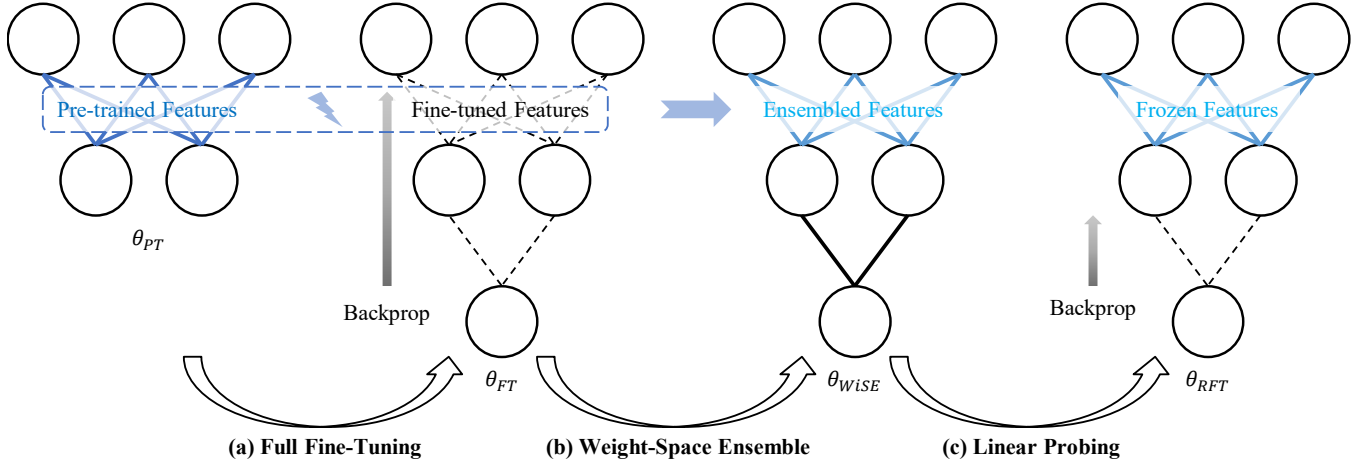 Pre-trained Features
Fine-tuned Features
Ensembled Features
Frozen Features
θ_PT
Backprop
Backprop
θ_FT
θ_WiSE
θ_RFT
(a) Full Fine-Tuning
(b) Weight-Space Ensemble
(c) Linear Probing